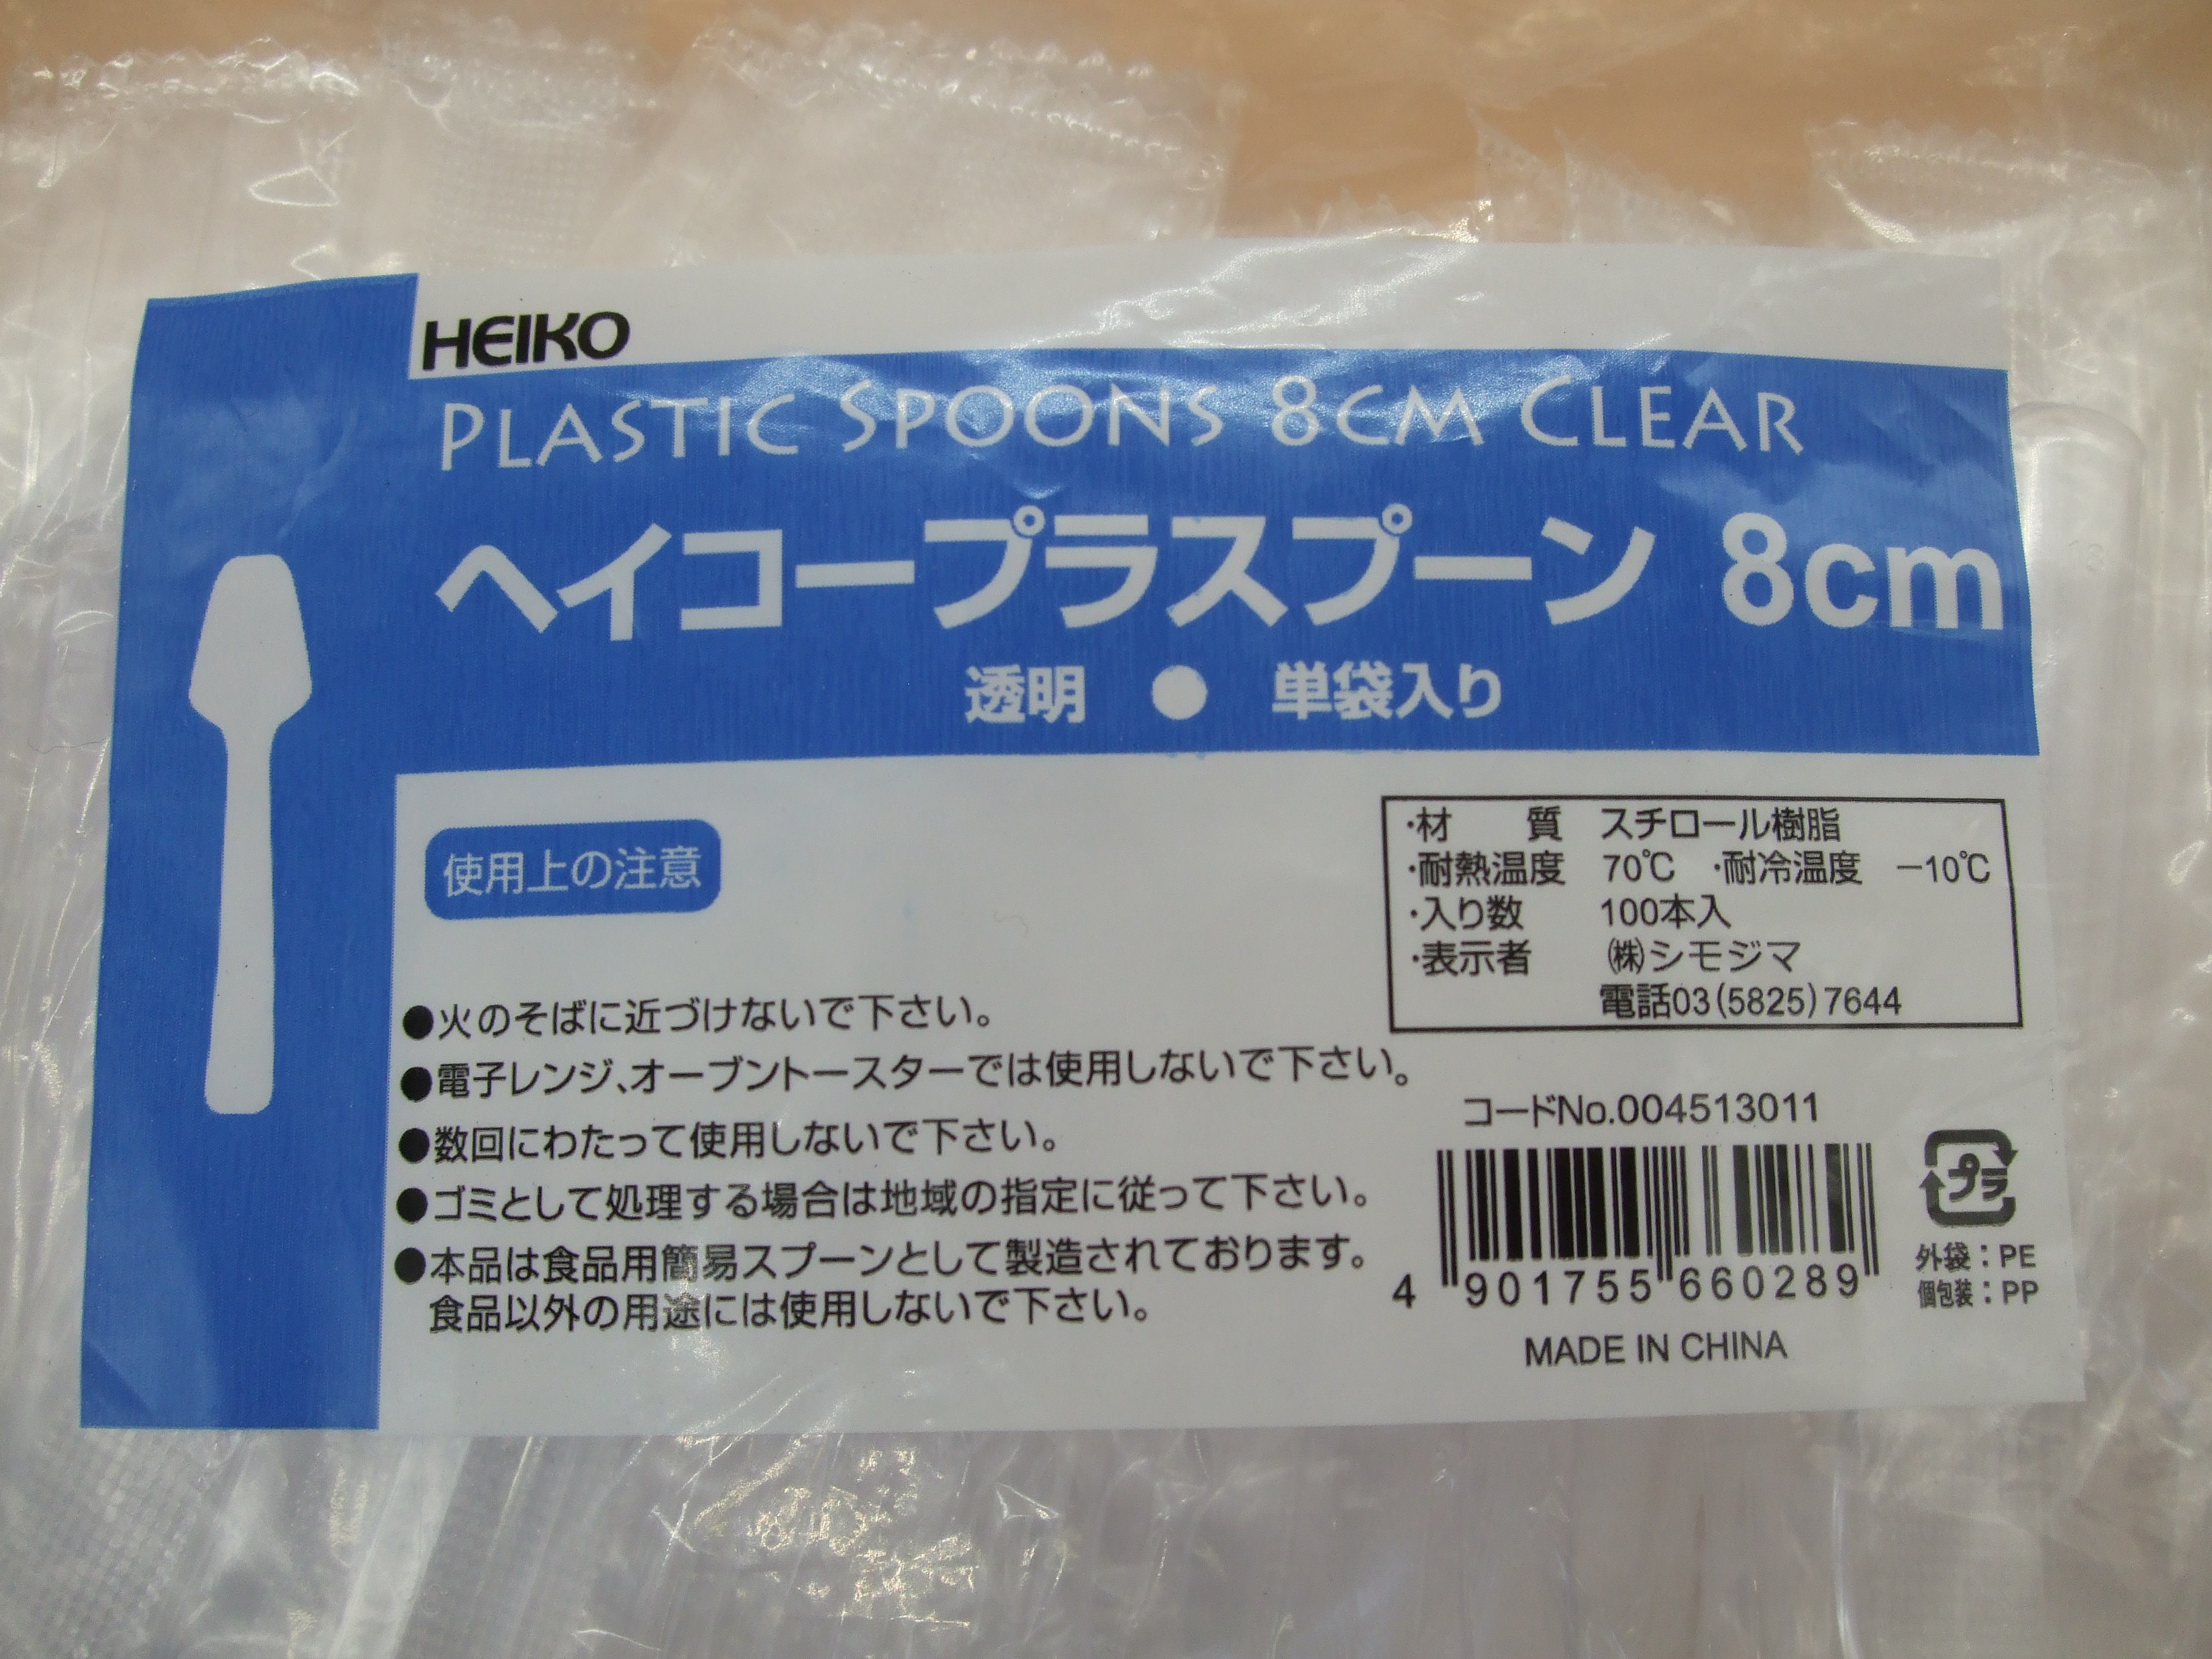 HEIKO
PLASTIC SPOONS 8CM CLEAR
ヘイコープラスプーン 8cm
透明 ● 単袋入り
使用上の注意
●火のそばに近づけないで下さい。
●電子レンジ、オーブントースターでは使用しないで下さい。
●数回にわたって使用しないで下さい。
●ゴミとして処理する場合は地域の指定に従って下さい。
●本品は食品用簡易スプーンとして製造されております。
食品以外の用途には使用しないで下さい。
・材 質 スチロール樹脂
・耐熱温度 70℃ ・耐冷温度 −10℃
・入り数 100本入
・表示者 ㈱シモジマ
電話03(5825)7644
コードNo.004513011
4 901755 660289
MADE IN CHINA
プラ
外袋：PE
個包装：PP